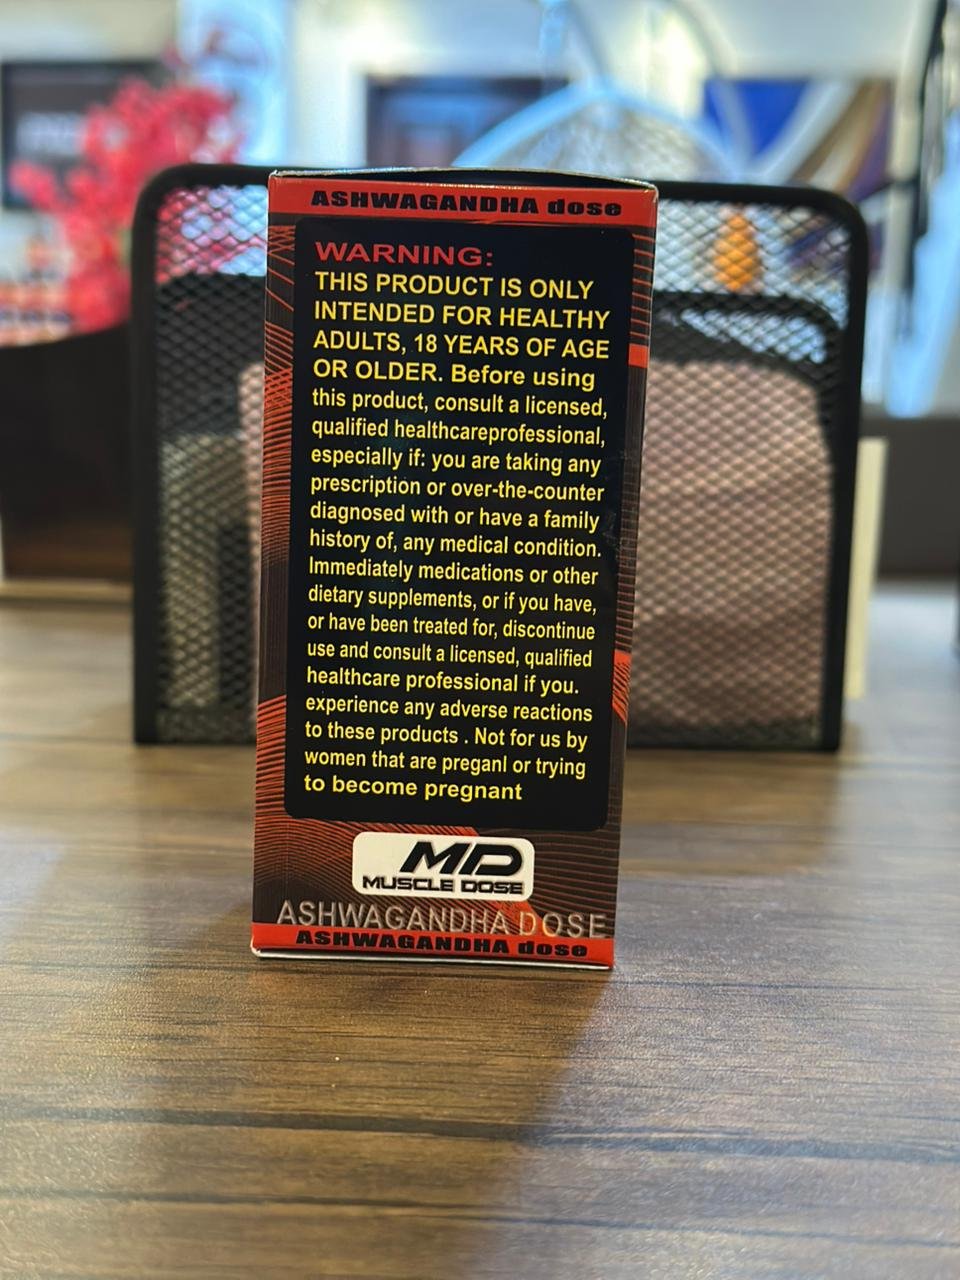 ASHWAGANDHA dose
WARNING:
THIS PRODUCT IS ONLY
INTENDED FOR HEALTHY
ADULTS, 18 YEARS OF AGE
OR OLDER. Before using
this product, consult a licensed,
qualified healthcareprofessional,
especially if: you are taking any
prescription or over-the-counter
diagnosed with or have a family
history of, any medical condition.
Immediately medications or other
dietary supplements, or if you have,
or have been treated for, discontinue
use and consult a licensed, qualified
healthcare professional if you.
experience any adverse reactions
to these products . Not for us by
women that are preganl or trying
to become pregnant
MD
MUSCLE DOSE
ASHWAGANDHA DOSE
ASHWAGANDHA dose